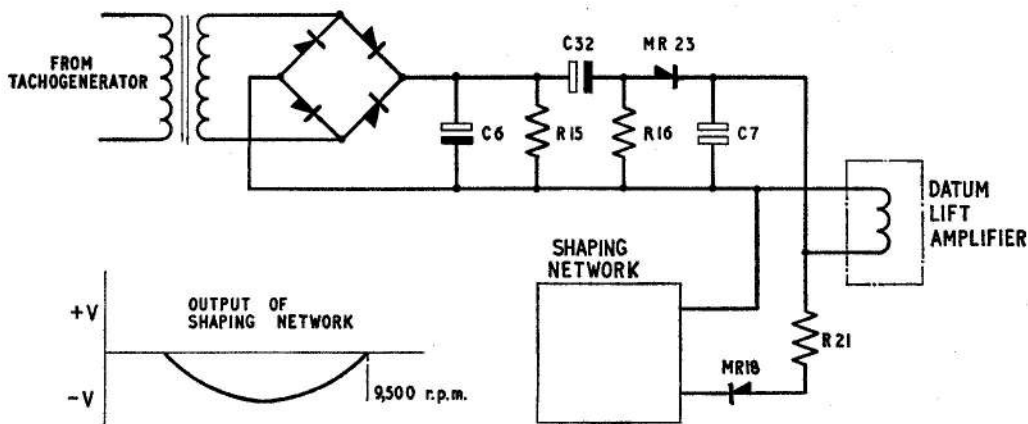 FROM
TACHOGENERATOR
C32
MR 23
C6
R15
R16
C7
DATUM
LIFT
AMPLIFIER
SHAPING
NETWORK
R21
MR18
+V
OUTPUT OF
SHAPING NETWORK
-V
9,500 r.p.m.